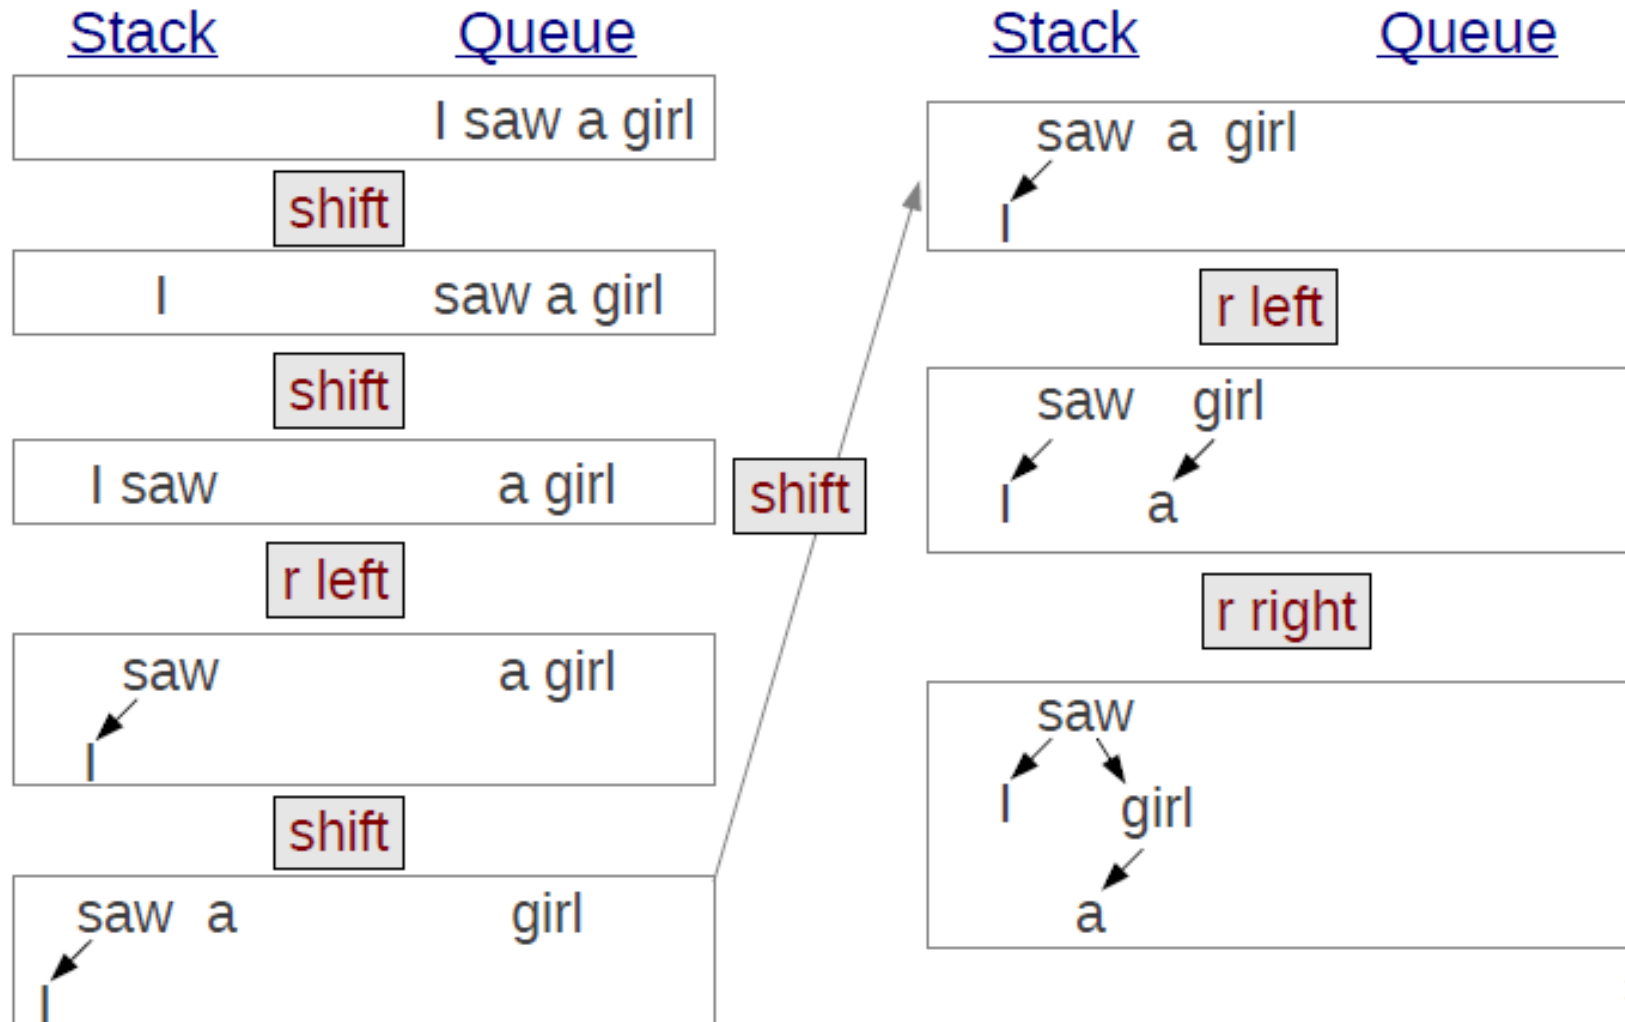 Stack Queue
I saw a girl
shift
I saw a girl
shift
I saw a girl
r left
saw a girl
I
shift
saw a girl
I
shift
Stack Queue
saw a girl
I
r left
saw girl
I a
r right
saw
I girl
a